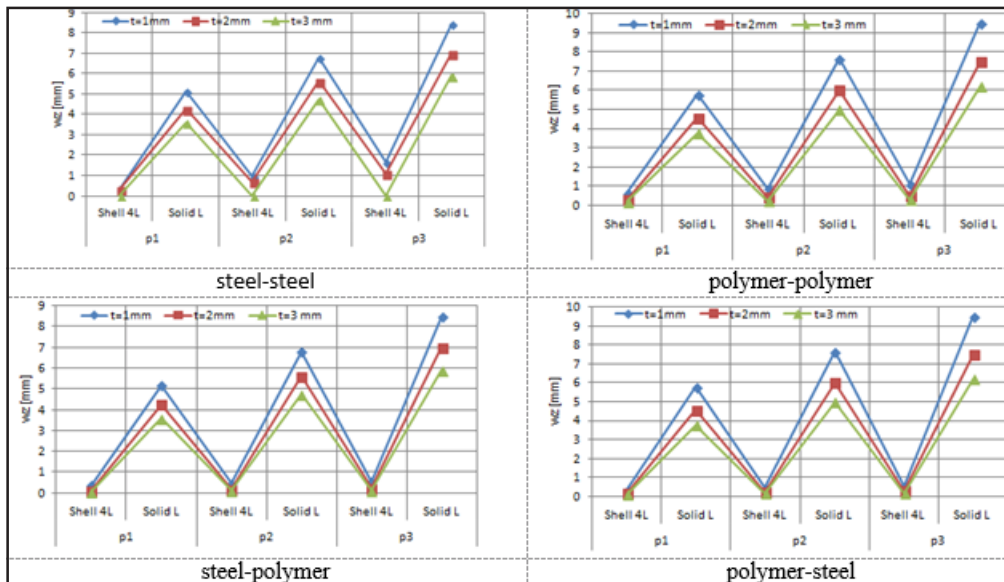 t=1mm t=2mm t=3 mm
wz [mm]
9
8
7
6
5
4
3
2
1
0
Shell 4L Solid L Shell 4L Solid L Shell 4L Solid L
p1 p2 p3
steel-steel
t=1mm t=2mm t=3 mm
wz [mm]
10
9
8
7
6
5
4
3
2
1
0
Shell 4L Solid L Shell 4L Solid L Shell 4L Solid L
p1 p2 p3
polymer-polymer
t=1mm t=2mm t=3 mm
wz [mm]
9
8
7
6
5
4
3
2
1
0
Shell 4L Solid L Shell 4L Solid L Shell 4L Solid L
p1 p2 p3
steel-polymer
t=1mm t=2mm t=3 mm
wz [mm]
10
9
8
7
6
5
4
3
2
1
0
Shell 4L Solid L Shell 4L Solid L Shell 4L Solid L
p1 p2 p3
polymer-steel